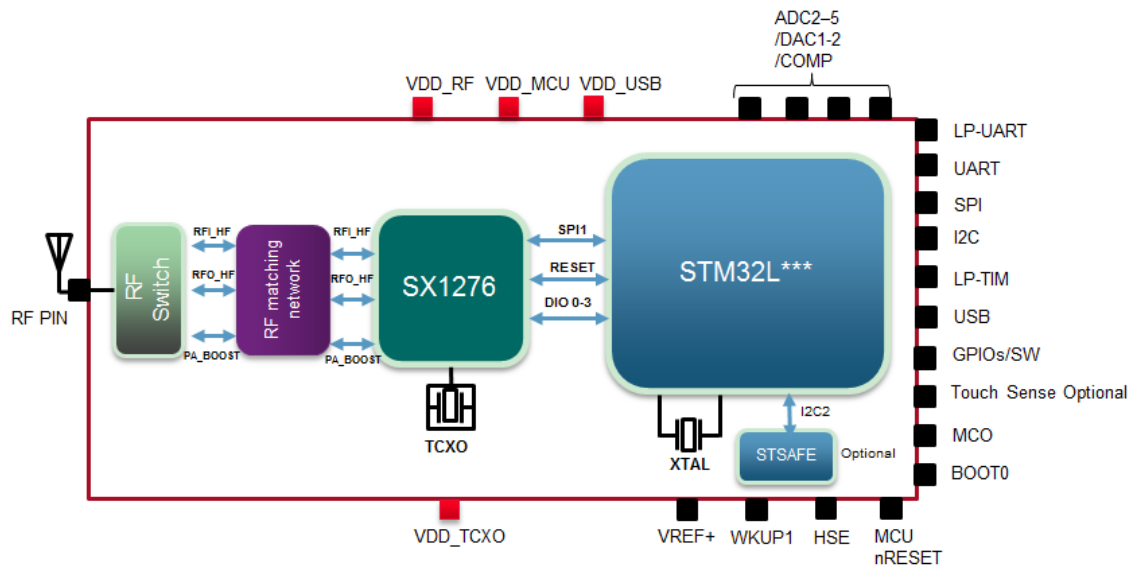 ADC2–5
/DAC1-2
/COMP
VDD_RF
VDD_MCU
VDD_USB
LP-UART
UART
SPI
I2C
LP-TIM
USB
GPIOs/SW
Touch Sense Optional
MCO
BOOT0
RF PIN
RF
Switch
RFI_HF
RFO_HF
PA_BOOST
RF matching
network
RFI_HF
RFO_HF
PA_BOOST
SX1276
SPI1
RESET
DIO 0-3
STM32L***
TCXO
XTAL
I2C2
STSAFE
Optional
VDD_TCXO
VREF+
WKUP1
HSE
MCU
nRESET